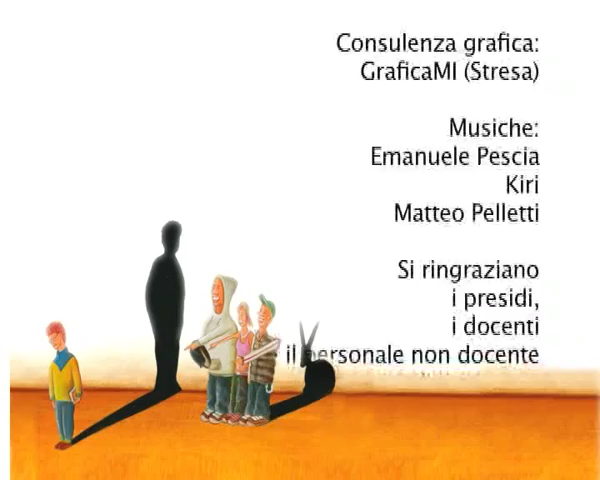 Consulenza grafica:
GraficaMI (Stresa)
Musiche:
Emanuele Pescia
Kiri
Matteo Pelletti
Si ringraziano
i presidi,
i docenti
il personale non docente